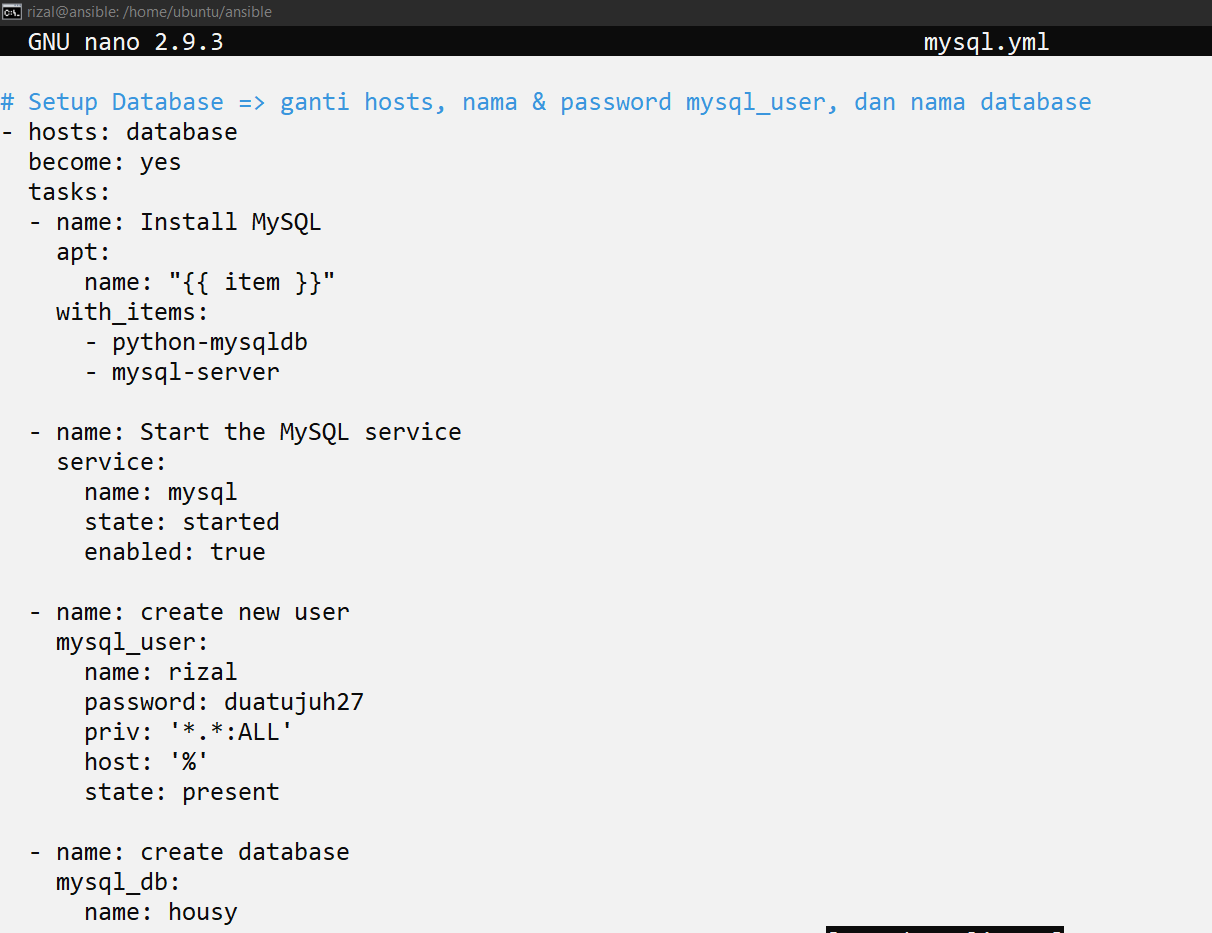 rizal@ansible: /home/ubuntu/ansible
GNU nano 2.9.3 mysql.yml
# Setup Database => ganti hosts, nama & password mysql_user, dan nama database
- hosts: database
  become: yes
  tasks:
  - name: Install MySQL
    apt:
      name: "{{ item }}"
    with_items:
      - python-mysqldb
      - mysql-server

  - name: Start the MySQL service
    service:
      name: mysql
      state: started
      enabled: true

  - name: create new user
    mysql_user:
      name: rizal
      password: duatujuh27
      priv: '*.*:ALL'
      host: '%'
      state: present

  - name: create database
    mysql_db:
      name: housy